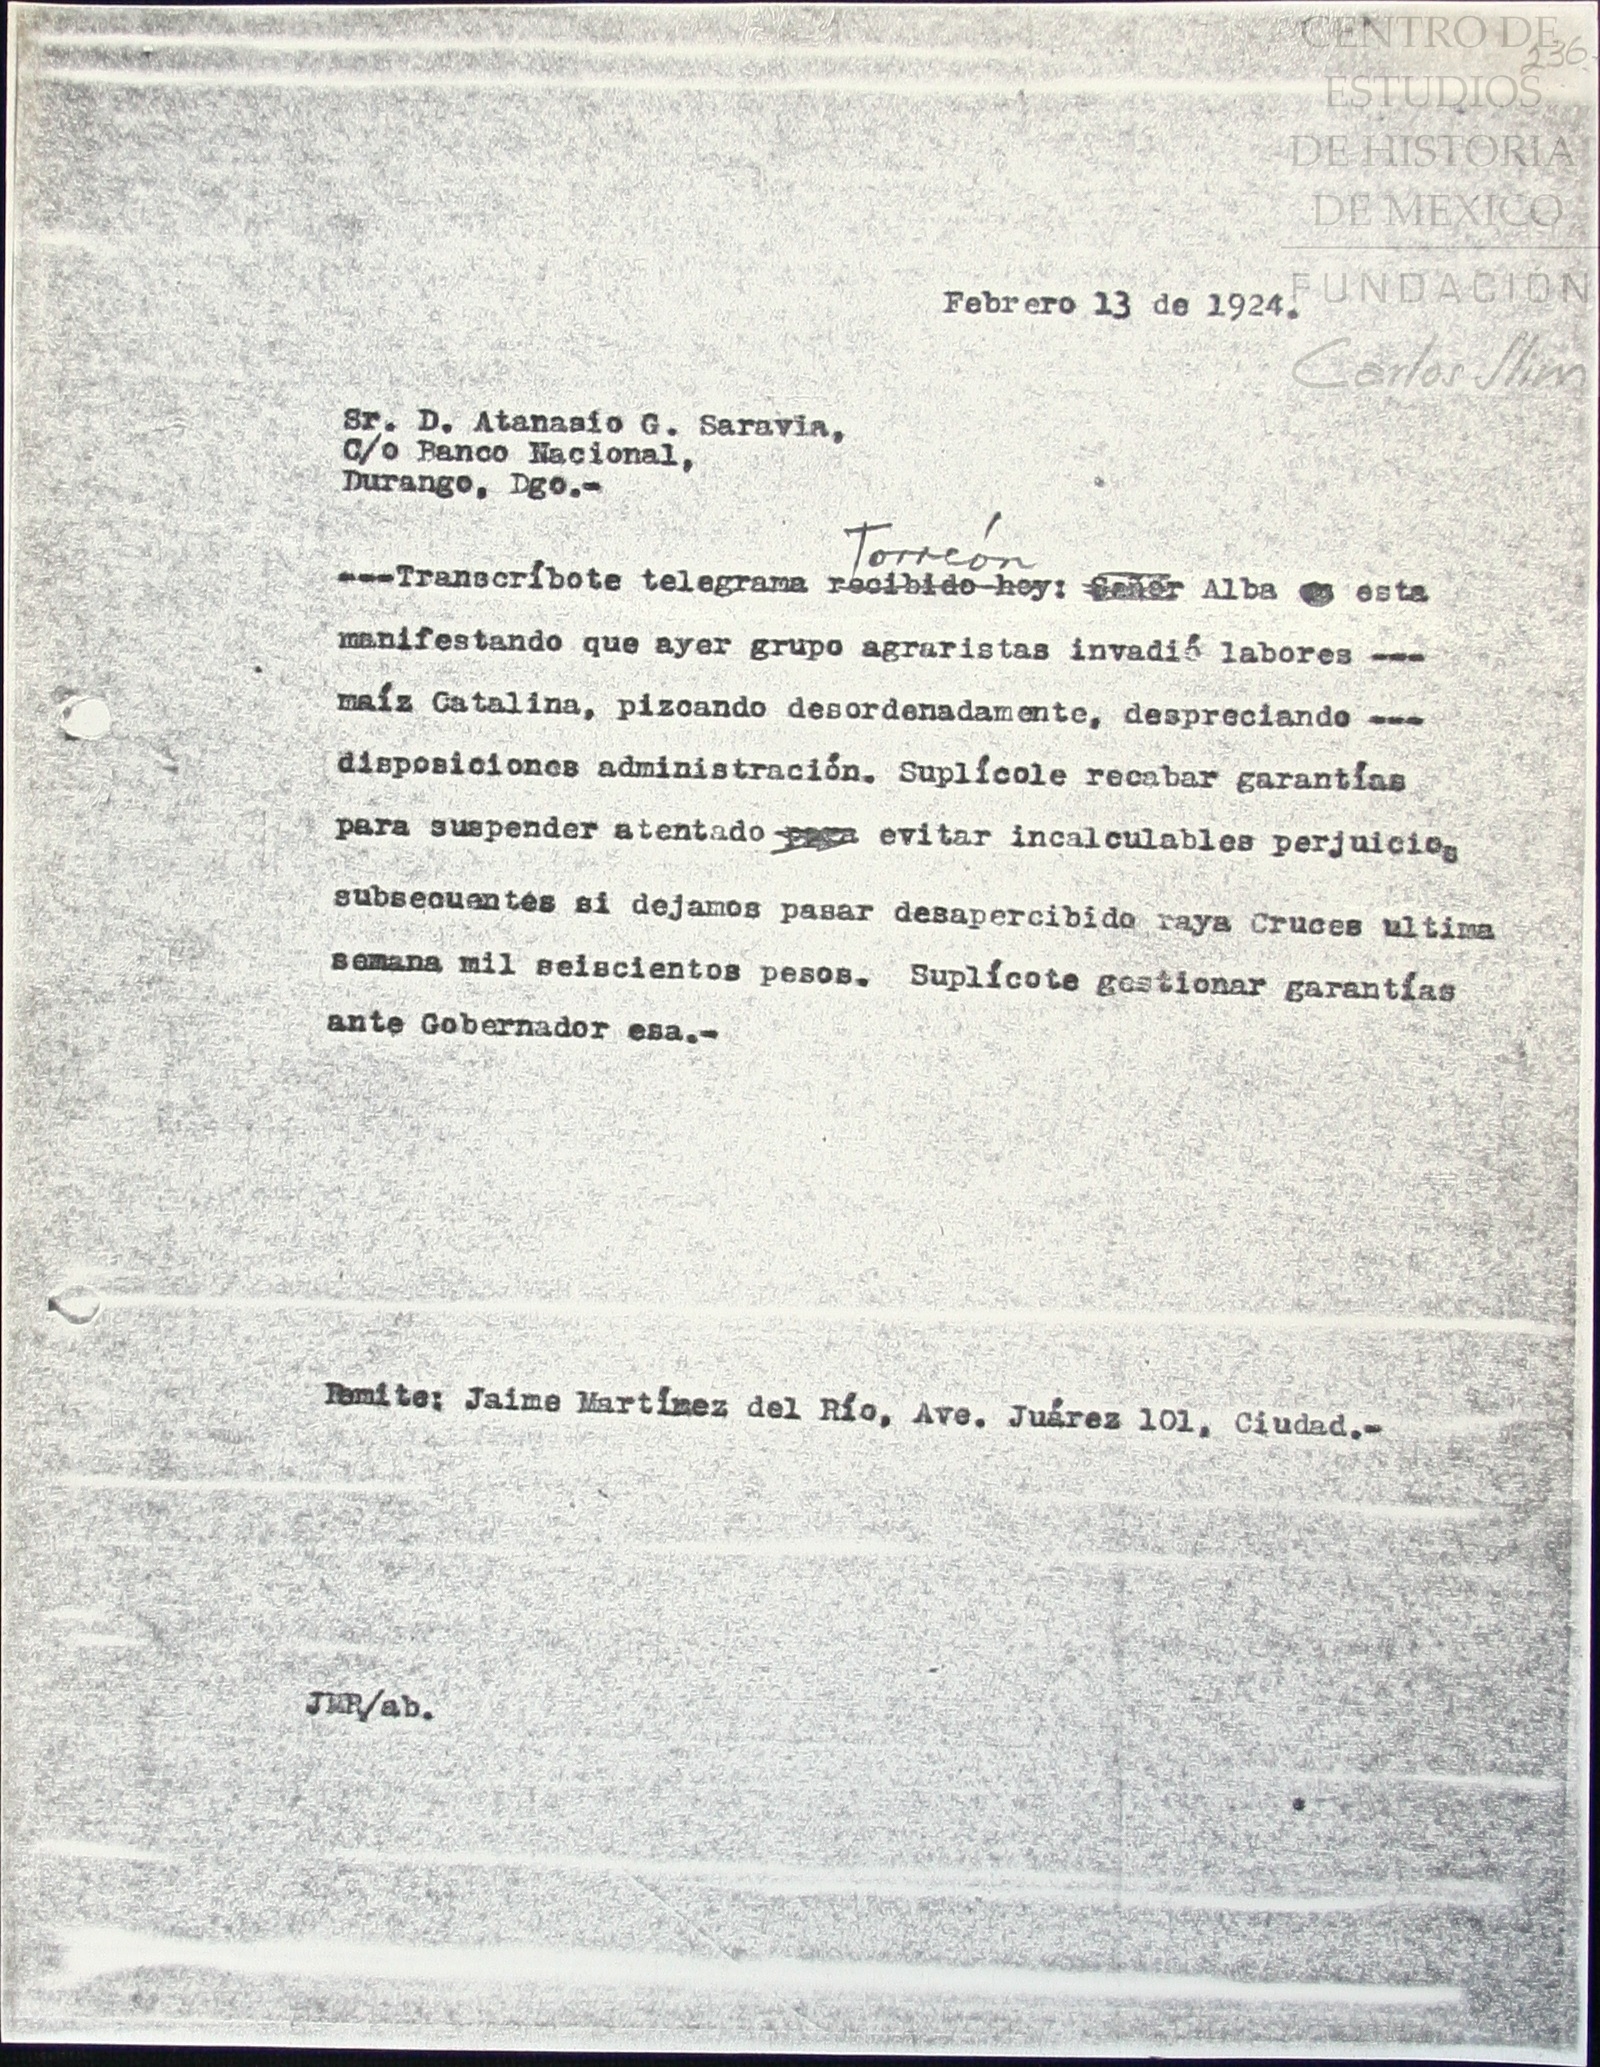 CENTRO DE
236.
ESTUDIOS
DE HISTORIA
DE MEXICO
FUNDACIÓN
Carlos Slim
Febrero 13 de 1924.
Sr. D. Atanasio G. Saravia,
C/o Banco Nacional,
Durango, Dgo.-
Torreón
---Transcríbote telegrama recibido hoy: Señor Alba esta
manifestando que ayer grupo agraristas invadió labores ---
maíz Catalina, pizcando desordenadamente, despreciando ---
disposiciones administración. Suplícole recabar garantías
para suspender atentado para evitar incalculables perjuicios
subsecuentes si dejamos pasar desapercibido raya Cruces ultima
semana mil seiscientos pesos. Suplícote gestionar garantías
ante Gobernador esa.-
Remite: Jaime Martínez del Río, Ave. Juárez 101, Ciudad.-
JMR/ab.